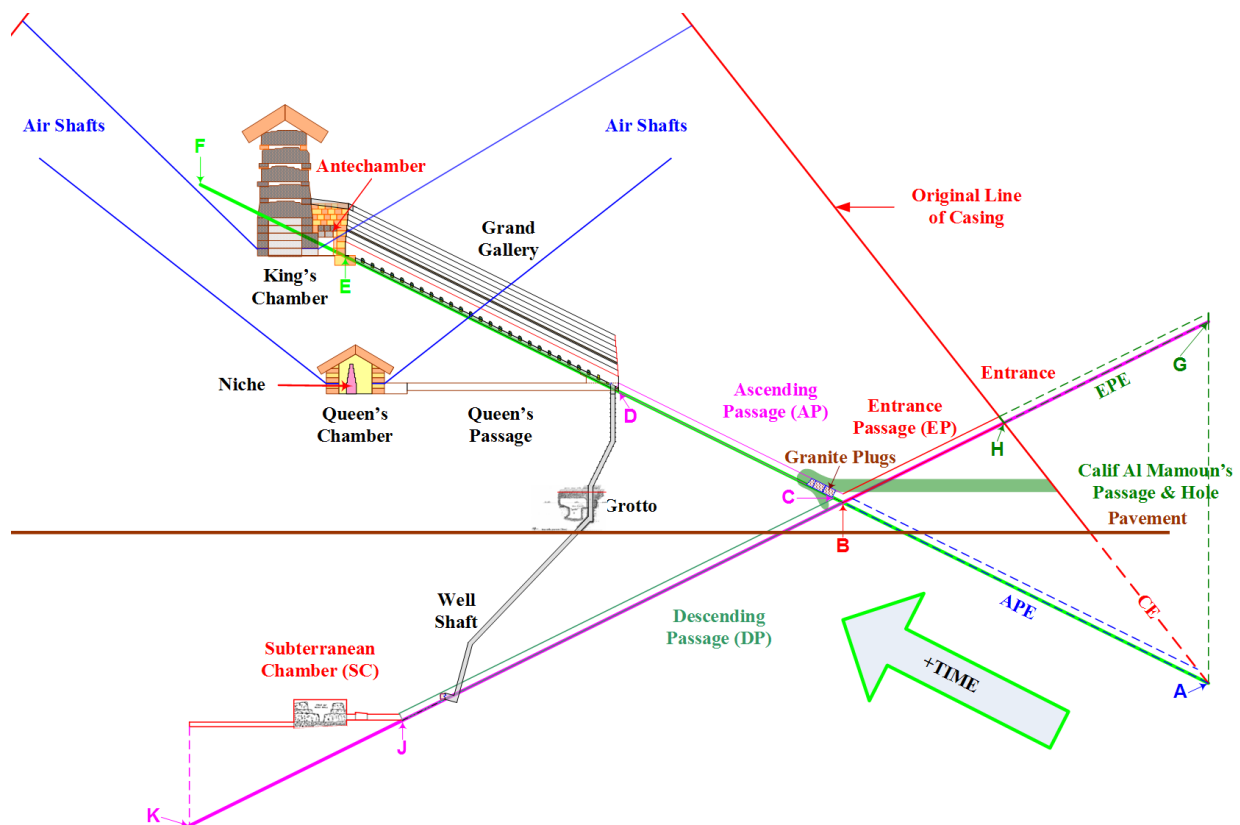 Air Shafts
Air Shafts
F
Antechamber
Original Line
of Casing
Grand
Gallery
King's
Chamber
E
G
Niche
Queen's
Chamber
Queen's
Passage
D
Ascending
Passage (AP)
Entrance
EPE
Entrance
Passage (EP)
H
Granite Plugs
C
Calif Al Mamoun's
Passage & Hole
Grotto
Pavement
B
Well
Shaft
Descending
Passage (DP)
APE
CE
A
+TIME
Subterranean
Chamber (SC)
J
K